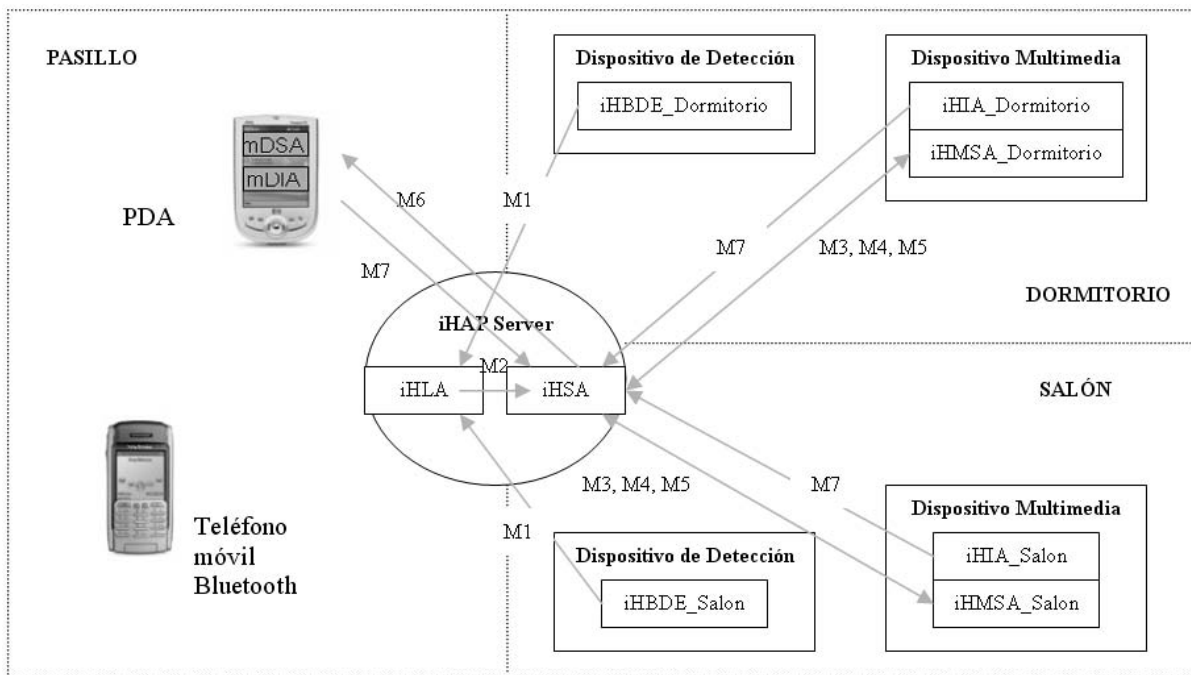 PASILLO
mDSA
mDIA
PDA
M6
M7
Teléfono
móvil
Bluetooth
iHAP Server
iHLA
M2
iHSA
Dispositivo de Detección
iHBDE_Dormitorio
M1
Dispositivo Multimedia
iHIA_Dormitorio
iHMSA_Dormitorio
M7
M3, M4, M5
DORMITORIO
SALÓN
M3, M4, M5
M7
M1
Dispositivo de Detección
iHBDE_Salon
Dispositivo Multimedia
iHIA_Salon
iHMSA_Salon